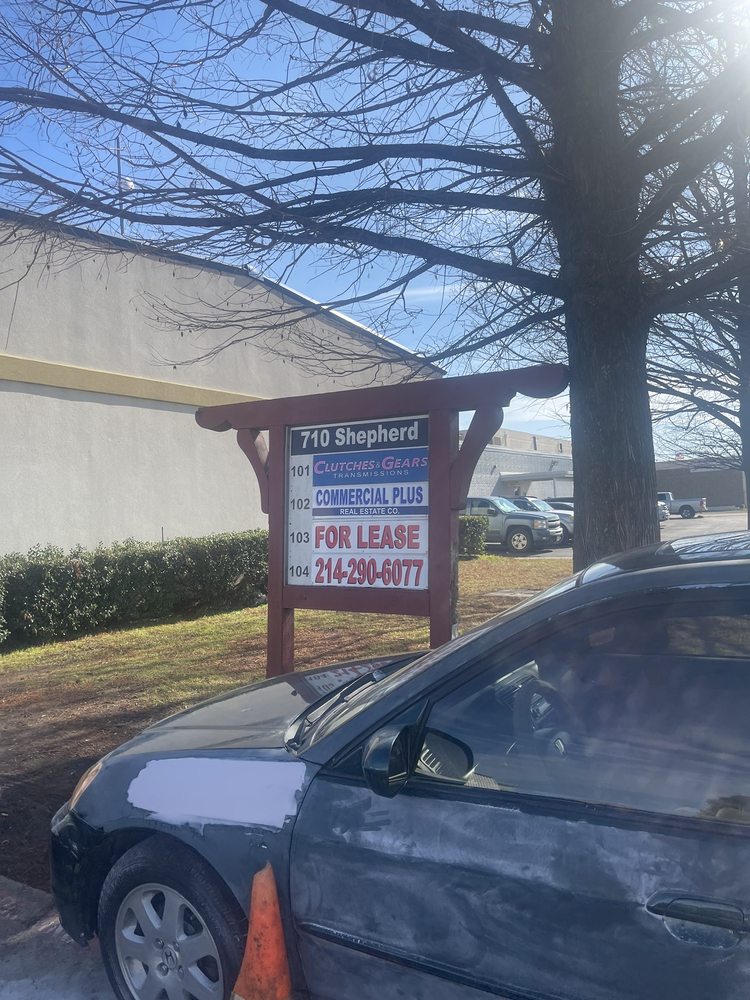 710 Shepherd
101 CLUTCHES & GEARS
TRANSMISSIONS
102 COMMERCIAL PLUS
REAL ESTATE CO.
103 FOR LEASE
104 214-290-6077